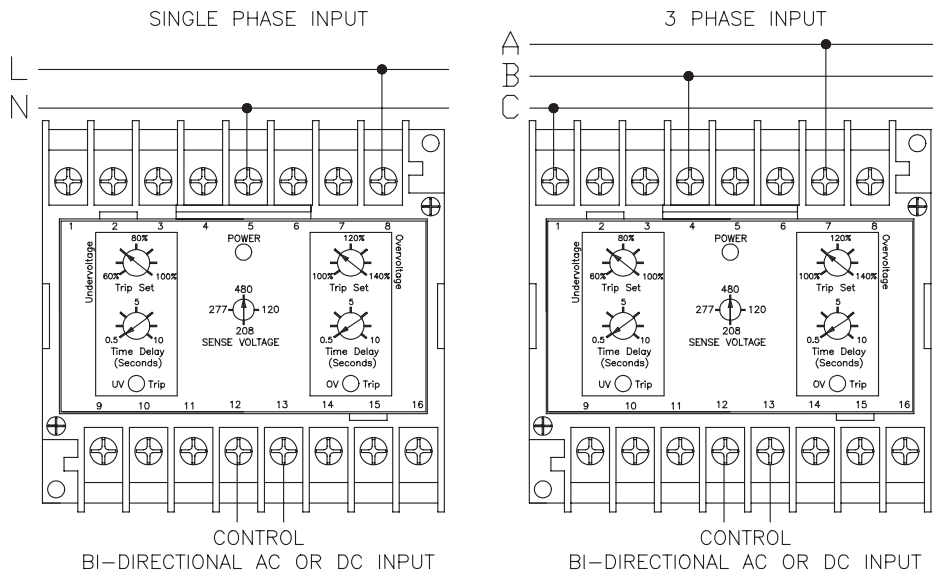 SINGLE PHASE INPUT
L
N
1 2 3 4 5 6 7 8
Undervoltage
80%
60% 100%
Trip Set
5
0.5 10
Time Delay
(Seconds)
UV Trip
POWER
480
277 120
208
SENSE VOLTAGE
Overvoltage
120%
100% 140%
Trip Set
5
0.5 10
Time Delay
(Seconds)
OV Trip
9 10 11 12 13 14 15 16
CONTROL
BI-DIRECTIONAL AC OR DC INPUT
3 PHASE INPUT
A
B
C
1 2 3 4 5 6 7 8
Undervoltage
80%
60% 100%
Trip Set
5
0.5 10
Time Delay
(Seconds)
UV Trip
POWER
480
277 120
208
SENSE VOLTAGE
Overvoltage
120%
100% 140%
Trip Set
5
0.5 10
Time Delay
(Seconds)
OV Trip
9 10 11 12 13 14 15 16
CONTROL
BI-DIRECTIONAL AC OR DC INPUT